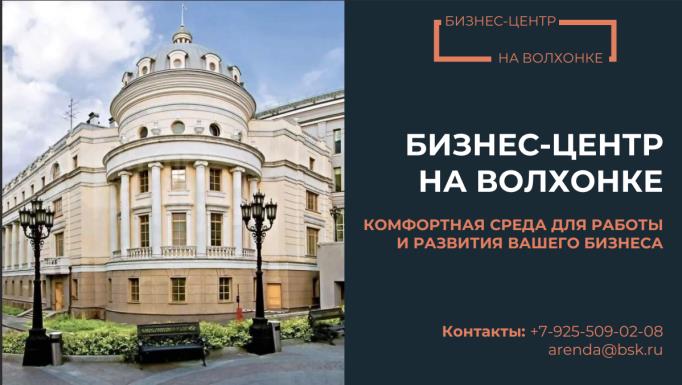 БИЗНЕС-ЦЕНТР
НА ВОЛХОНКЕ
БИЗНЕС-ЦЕНТР
НА ВОЛХОНКЕ
КОМФОРТНАЯ СРЕДА ДЛЯ РАБОТЫ
И РАЗВИТИЯ ВАШЕГО БИЗНЕСА
Контакты: +7-925-509-02-08
arenda@bsk.ru